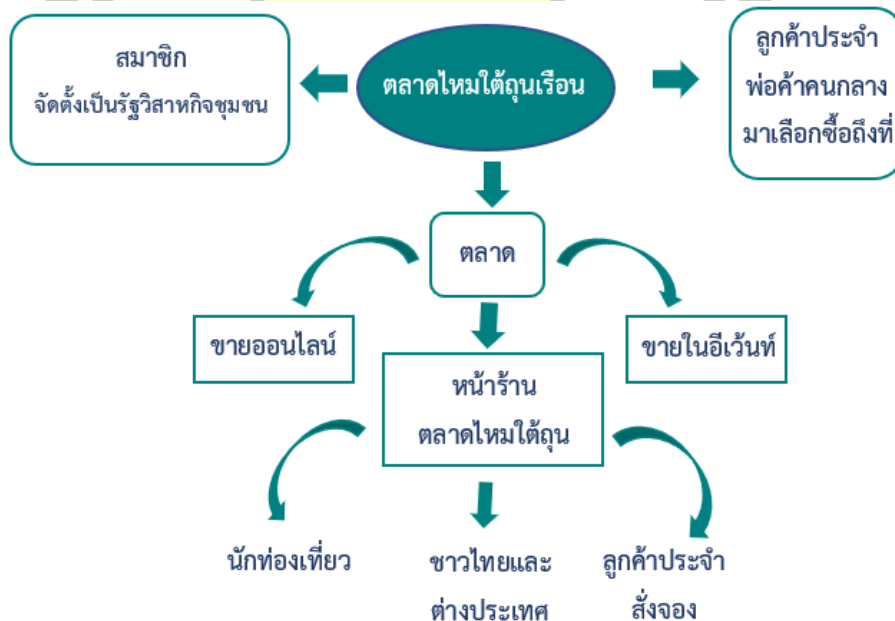 สมาชิก
จัดตั้งเป็นรัฐวิสาหกิจชุมชน
ตลาดไหมใต้ถุนเรือน
ลูกค้าประจำ
พ่อค้าคนกลาง
มาเลือกซื้อถึงที่
ตลาด
ขายออนไลน์
ขายในอีเว้นท์
หน้าร้าน
ตลาดไหมใต้ถุน
นักท่องเที่ยว
ชาวไทยและ
ต่างประเทศ
ลูกค้าประจำ
สั่งจอง